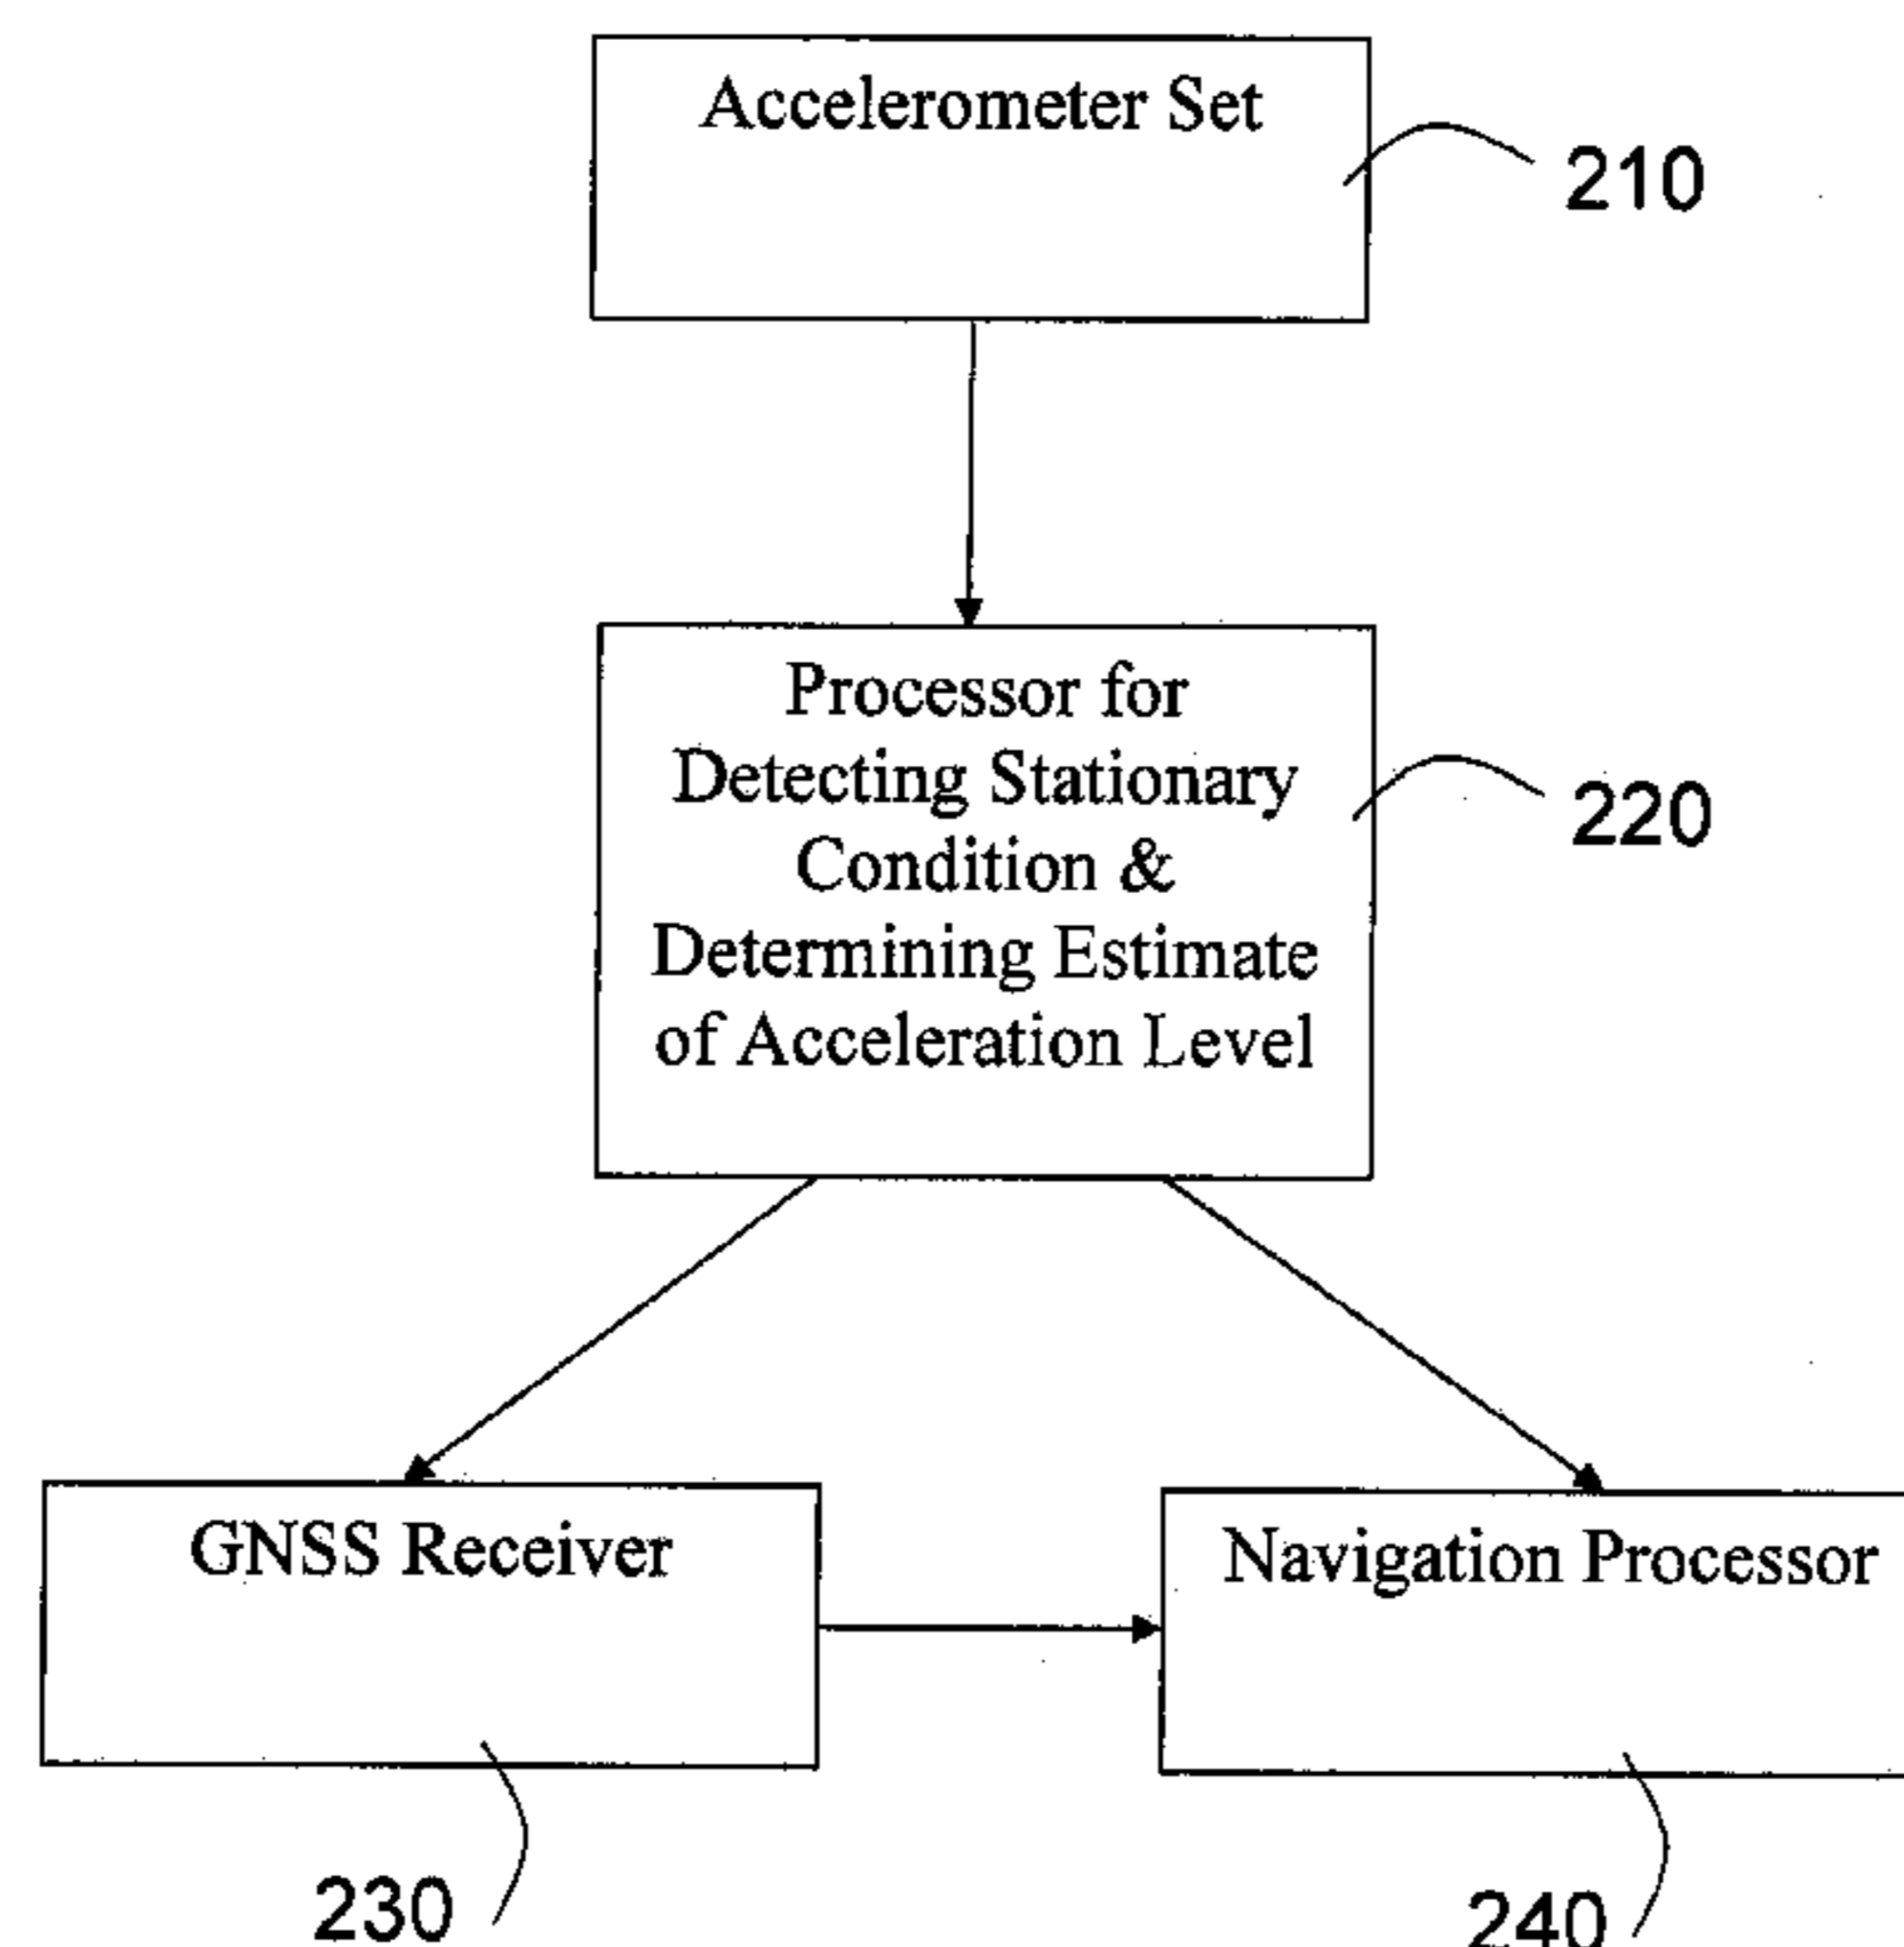 Accelerometer Set
210
Processor for
Detecting Stationary
Condition &
Determining Estimate
of Acceleration Level
220
GNSS Receiver
Navigation Processor
230
240